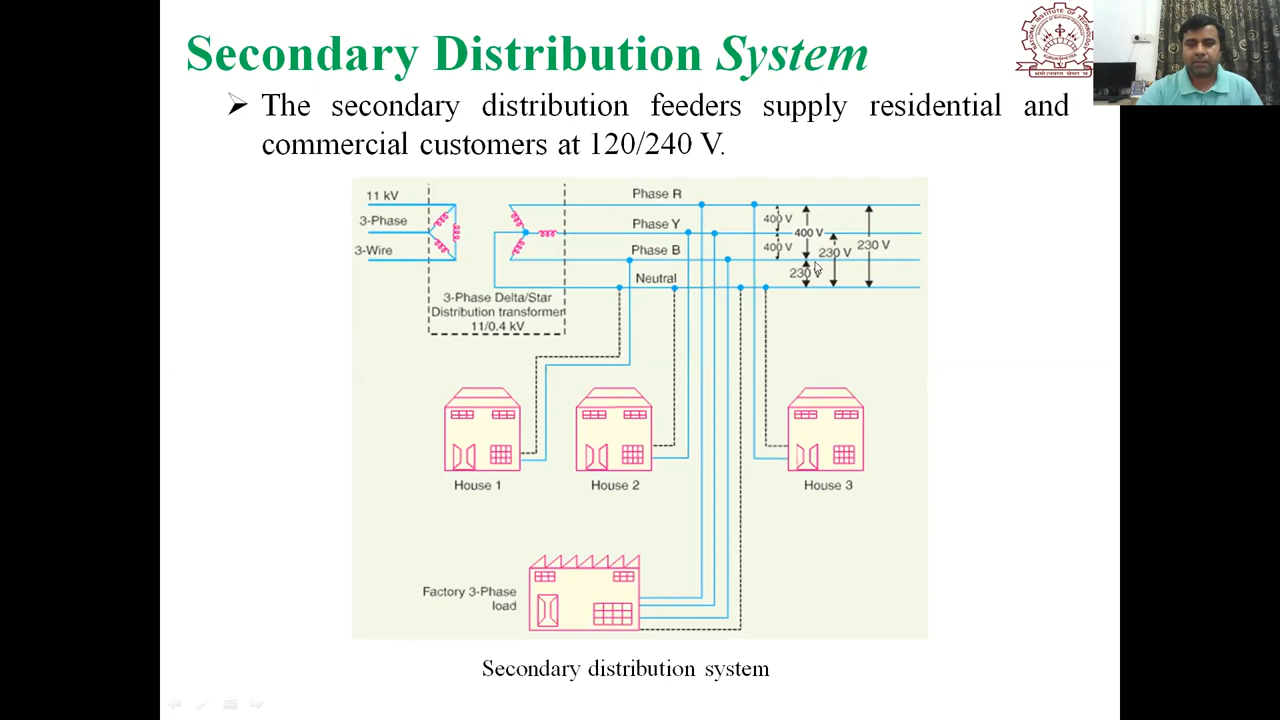 Secondary Distribution System
The secondary distribution feeders supply residential and
commercial customers at 120/240 V.
11 kV
3-Phase
3-Wire
3-Phase Delta/Star
Distribution transformer
11/0.4 kV
Phase R
Phase Y
Phase B
Neutral
400 V
400 V
400 V
230 V
230 V
230 V
House 1
House 2
House 3
Factory 3-Phase
load
Secondary distribution system